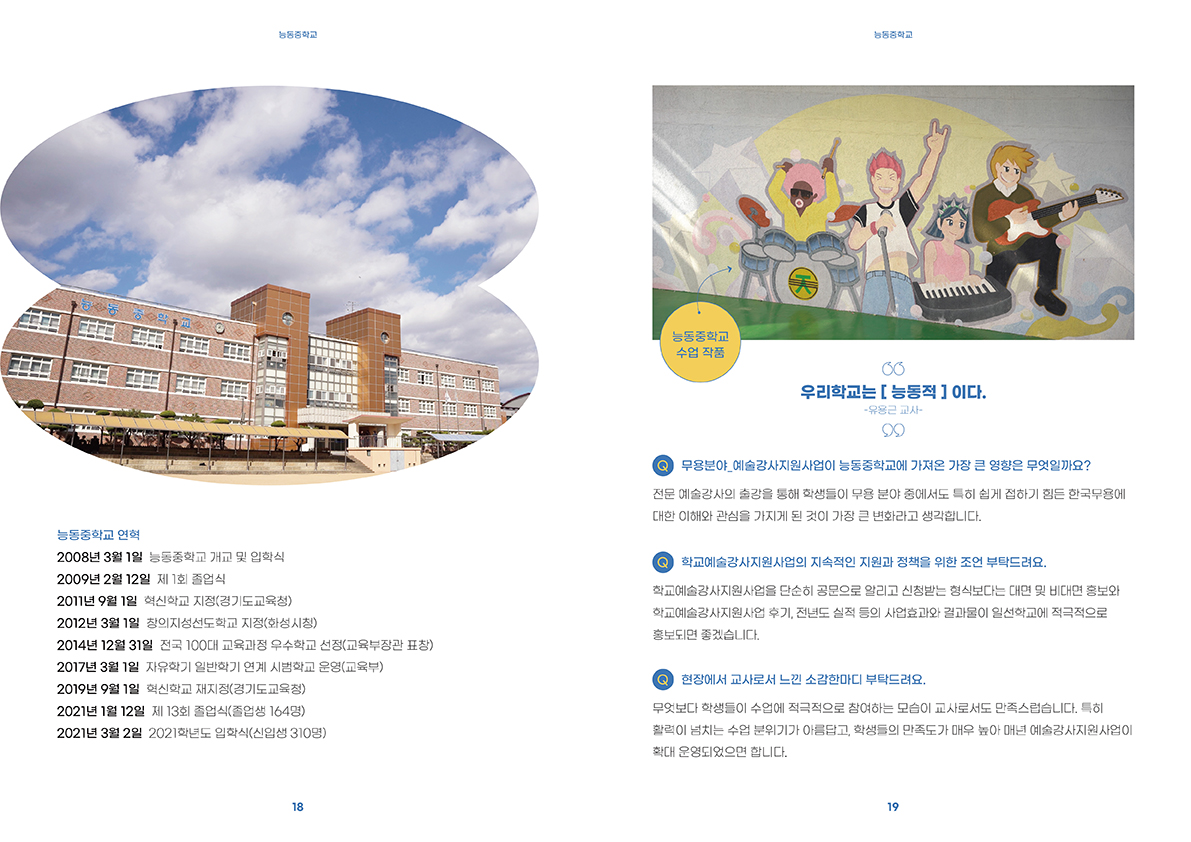 능동중학교
능동중학교
능동중학교 연혁
2008년 3월 1일 능동중학교 개교 및 입학식
2009년 2월 12일 제 1회 졸업식
2011년 9월 1일 혁신학교 지정(경기도교육청)
2012년 3월 1일 창의지성선도학교 지정(화성시청)
2014년 12월 31일 전국 100대 교육과정 우수학교 선정(교육부장관 표창)
2017년 3월 1일 자유학기 일반학기 연계 시범학교 운영(교육부)
2019년 9월 1일 혁신학교 재지정(경기도교육청)
2021년 1월 12일 제 13회 졸업식(졸업생 164명)
2021년 3월 2일 2021학년도 입학식(신입생 310명)
18
능동중학교
능동중학교
수업 작품
우리학교는 [ 능동적 ] 이다.
-유용근 교사-
Q 무용분야_예술강사지원사업이 능동중학교에 가져온 가장 큰 영향은 무엇일까요?
전문 예술강사의 출강을 통해 학생들이 무용 분야 중에서도 특히 쉽게 접하기 힘든 한국무용에
대한 이해와 관심을 가지게 된 것이 가장 큰 변화라고 생각합니다.
Q 학교예술강사지원사업의 지속적인 지원과 정책을 위한 조언 부탁드려요.
학교예술강사지원사업을 단순히 공문으로 알리고 신청받는 형식보다는 대면 및 비대면 홍보와
학교예술강사지원사업 후기, 전년도 실적 등의 사업효과와 결과물이 일선학교에 적극적으로
홍보되면 좋겠습니다.
Q 현장에서 교사로서 느낀 소감한마디 부탁드려요.
무엇보다 학생들이 수업에 적극적으로 참여하는 모습이 교사로서도 만족스럽습니다. 특히
활력이 넘치는 수업 분위기가 아름답고, 학생들의 만족도가 매우 높아 매년 예술강사지원사업이
확대 운영되었으면 합니다.
19